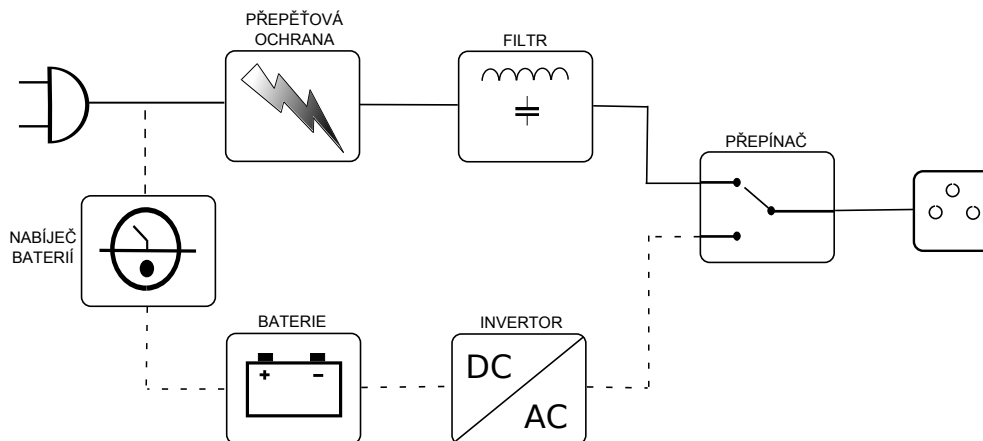 PŘEPĚŤOVÁ
OCHRANA
FILTR
PŘEPÍNAČ
NABÍJEČ
BATERIÍ
BATERIE
INVERTOR
+ −
DC
AC